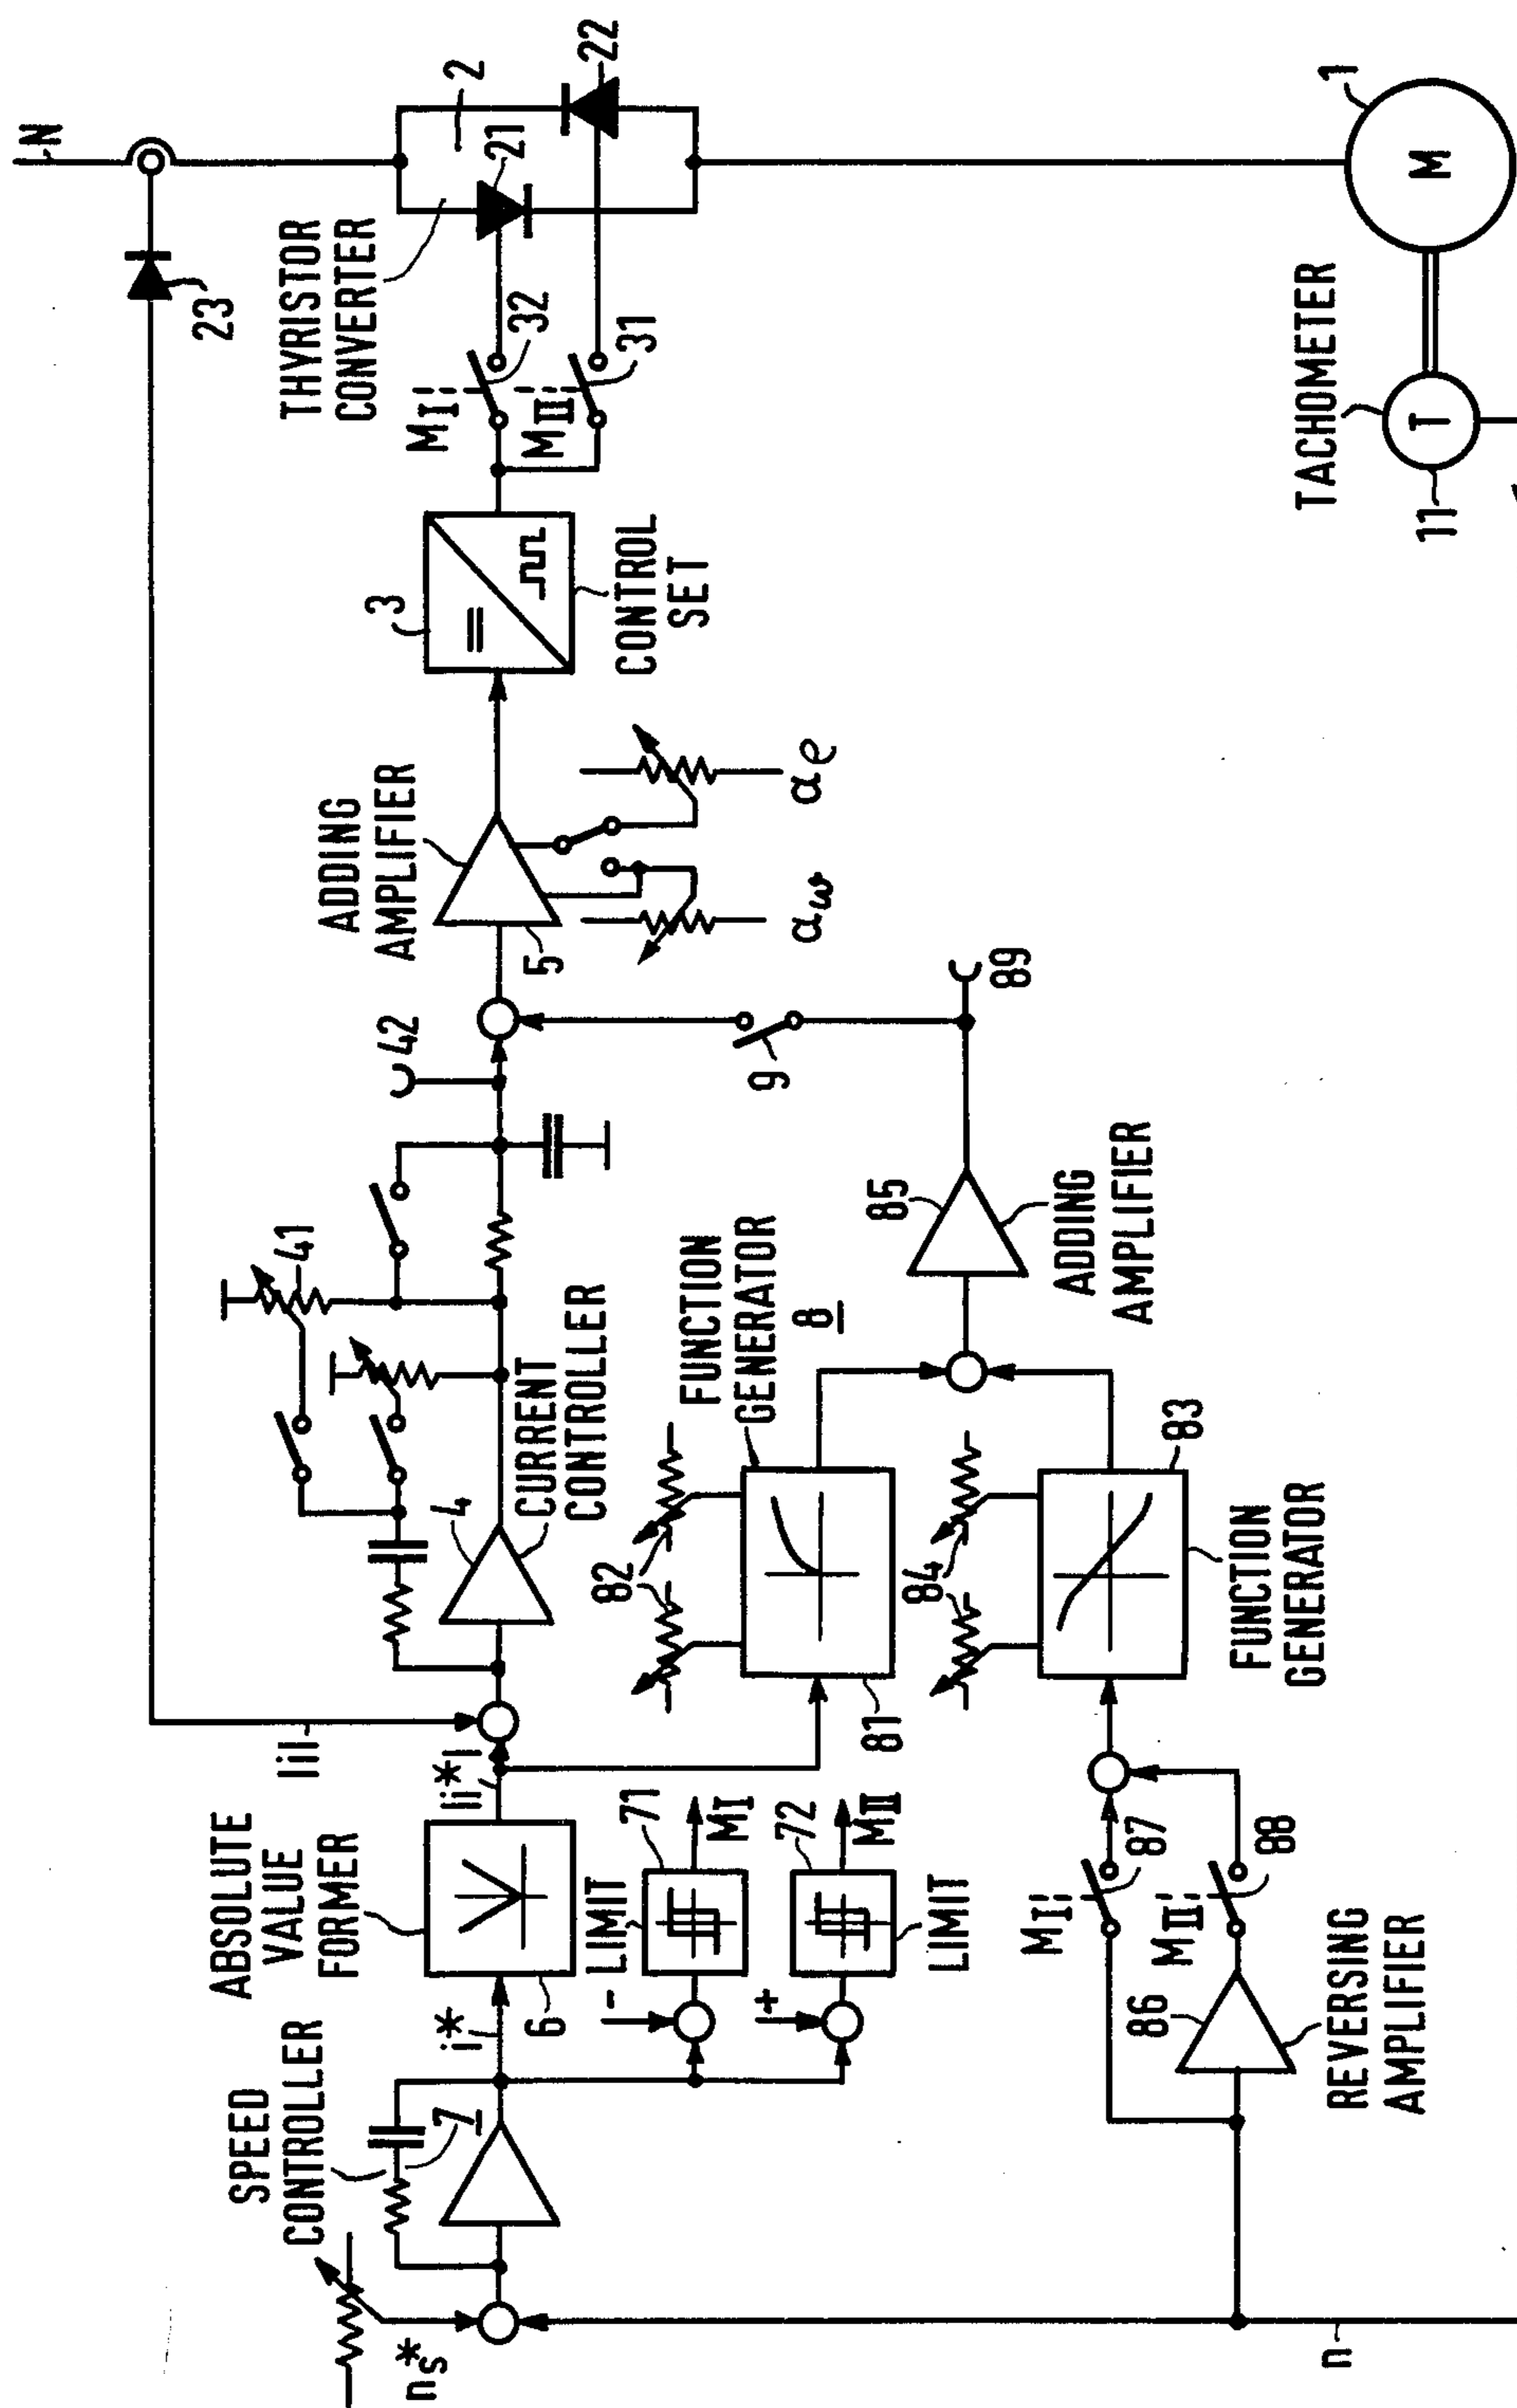 N
2
22
21
23
THYRISTOR
CONVERTER
32
31
MI
MII
3
=
CONTROL
SET
1
M
TACHOMETER
T
11
ADDING
AMPLIFIER
5
αe
αw
42
9
89
41
4
CURRENT
CONTROLLER
FUNCTION
GENERATOR
8
85
ADDING
AMPLIFIER
82
81
84
83
FUNCTION
GENERATOR
|i|
|i*|
ABSOLUTE
VALUE
FORMER
6
i*
LIMIT
71
MI
72
MII
LIMIT
-
+
SPEED
CONTROLLER
7
ns*
MI
87
MII
88
86
REVERSING
AMPLIFIER
n